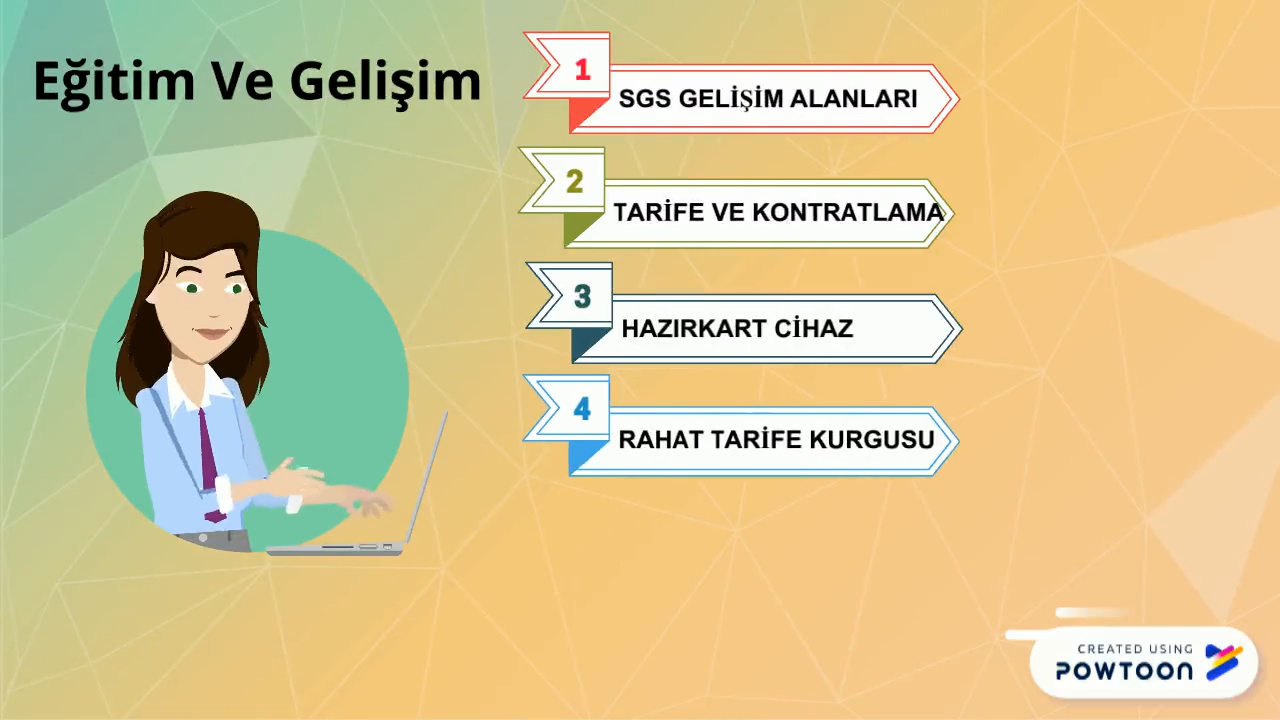 Eğitim Ve Gelişim
1
SGS GELİŞİM ALANLARI
2
TARİFE VE KONTRATLAMA
3
HAZIRKART CİHAZ
4
RAHAT TARİFE KURGUSU
CREATED USING
POWTOON